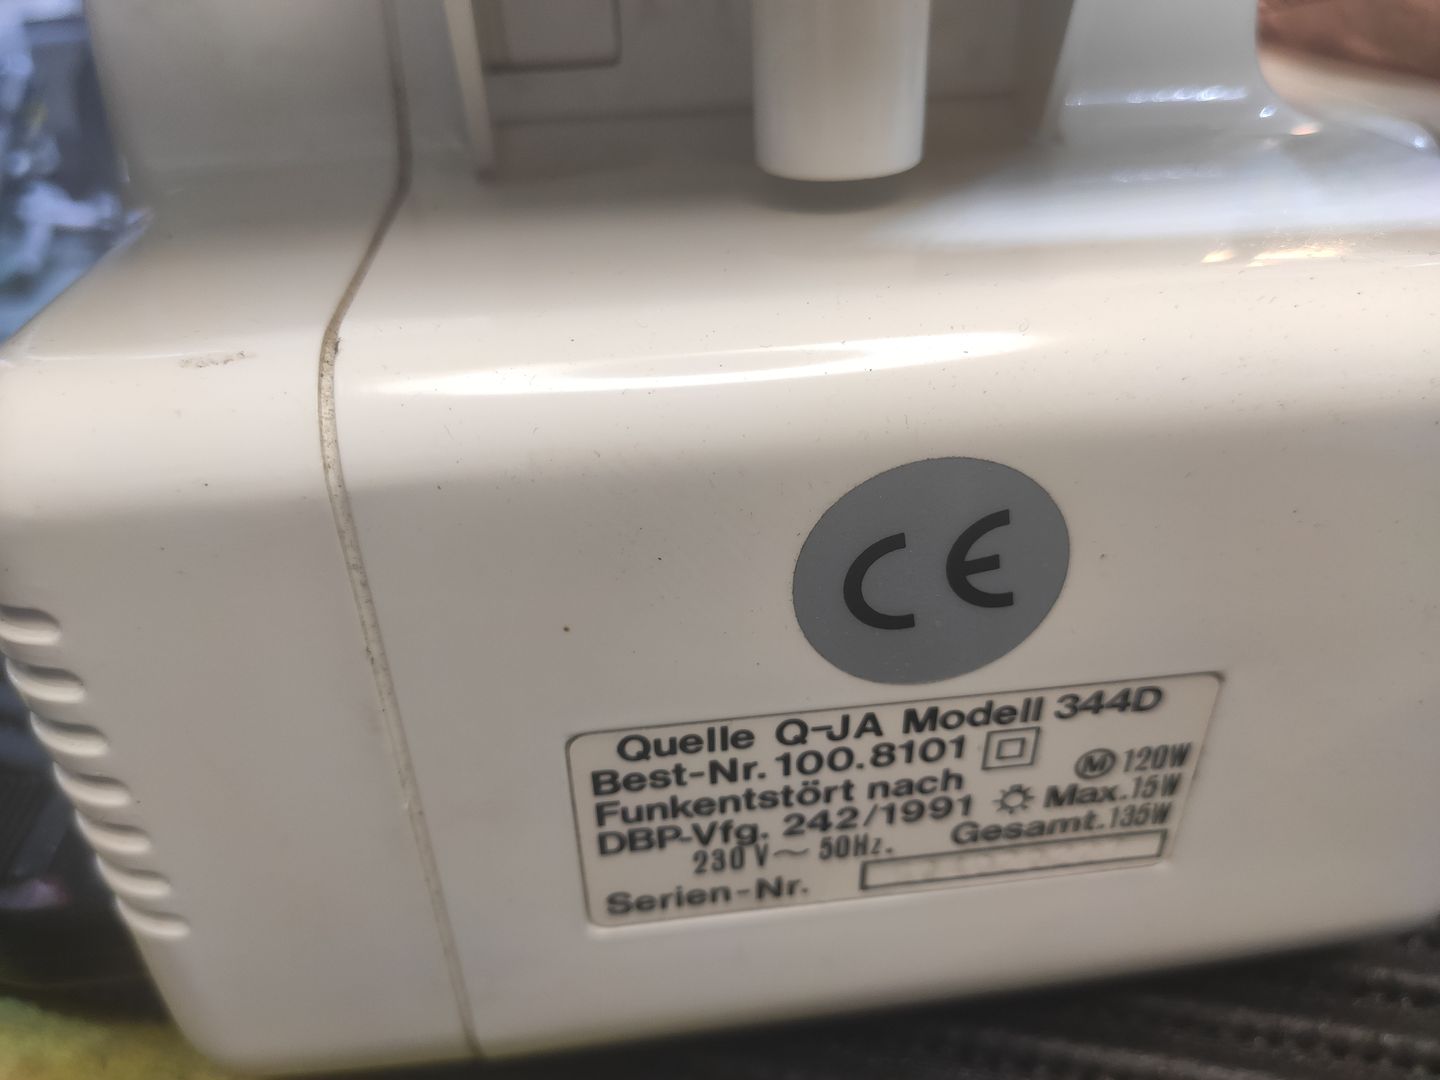 CE
Quelle Q-JA Modell 344D
Best-Nr. 100.8101
Funkentstört nach
DBP-Vfg. 242/1991
230V~ 50Hz.
M 120W
Max. 15W
Gesamt. 135W
Serien-Nr.